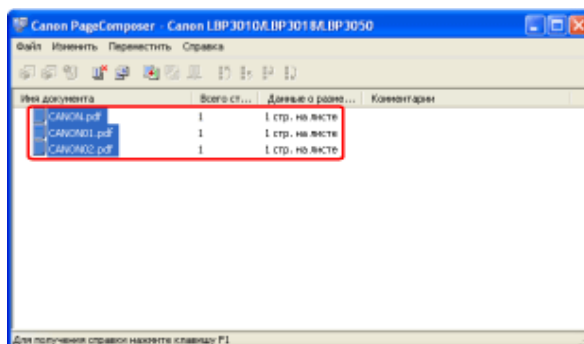 Canon PageComposer - Canon LBP3010/LBP3018/LBP3050
Файл Изменить Переместить Справка
Имя документа Всего ст... Данные о разме... Комментарии
CANON.pdf 1 1 стр. на листе
CANON01.pdf 1 1 стр. на листе
CANON02.pdf 1 1 стр. на листе
Для получения справки нажмите клавишу F1